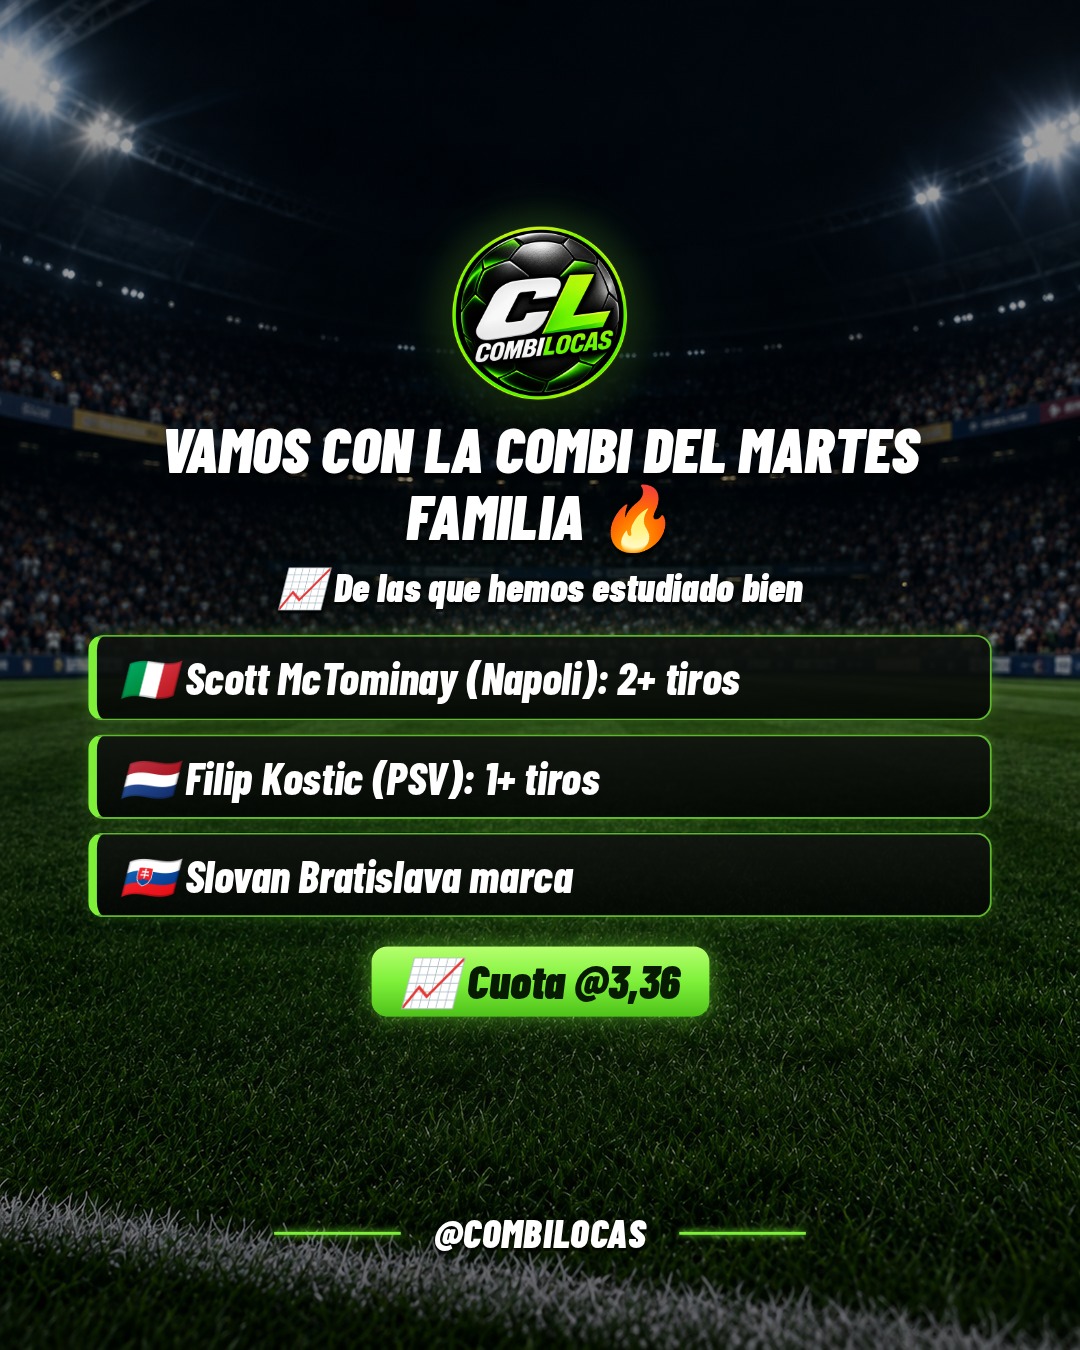 CL
COMBILOCAS
VAMOS CON LA COMBI DEL MARTES
FAMILIA 🔥
📈 De las que hemos estudiado bien
🇮🇹 Scott McTominay (Napoli): 2+ tiros
🇳🇱 Filip Kostic (PSV): 1+ tiros
🇸🇰 Slovan Bratislava marca
📈 Cuota @3,36
@COMBILOCAS